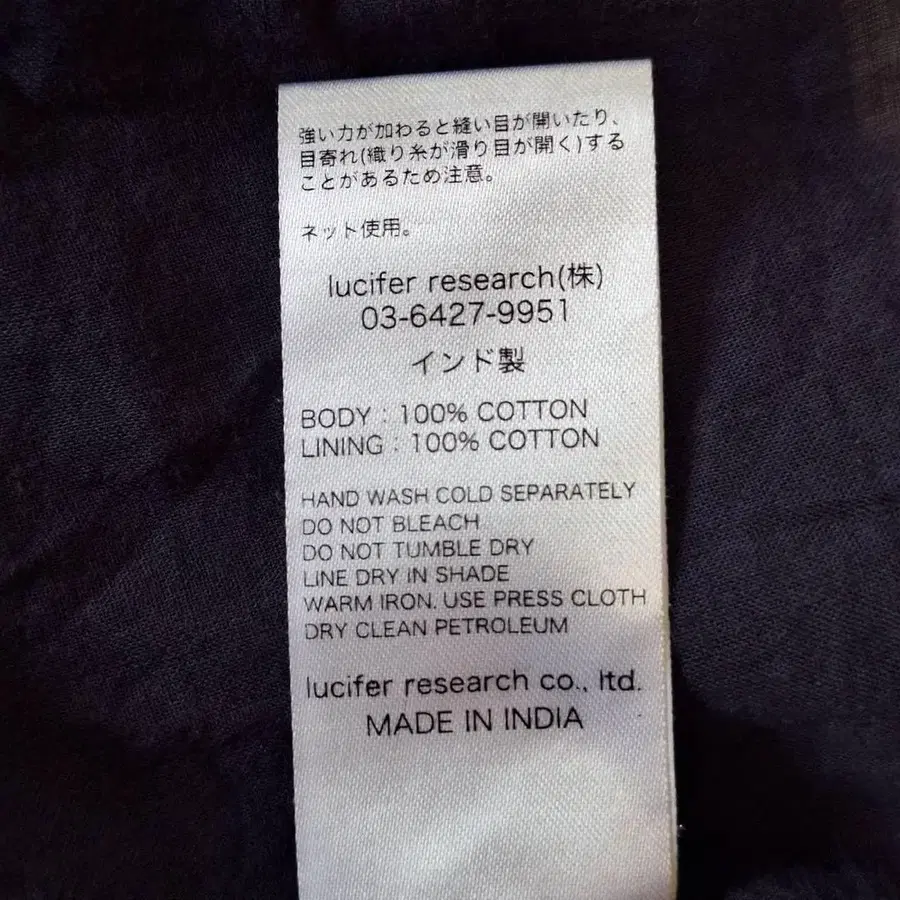 強い力が加わると縫い目が開いたり、
目寄れ(織り糸が滑り目が開く)する
ことがあるため注意。
ネット使用。
lucifer research(株)
03-6427-9951
インド製
BODY : 100% COTTON
LINING : 100% COTTON
HAND WASH COLD SEPARATELY
DO NOT BLEACH
DO NOT TUMBLE DRY
LINE DRY IN SHADE
WARM IRON. USE PRESS CLOTH
DRY CLEAN PETROLEUM
lucifer research co., ltd.
MADE IN INDIA